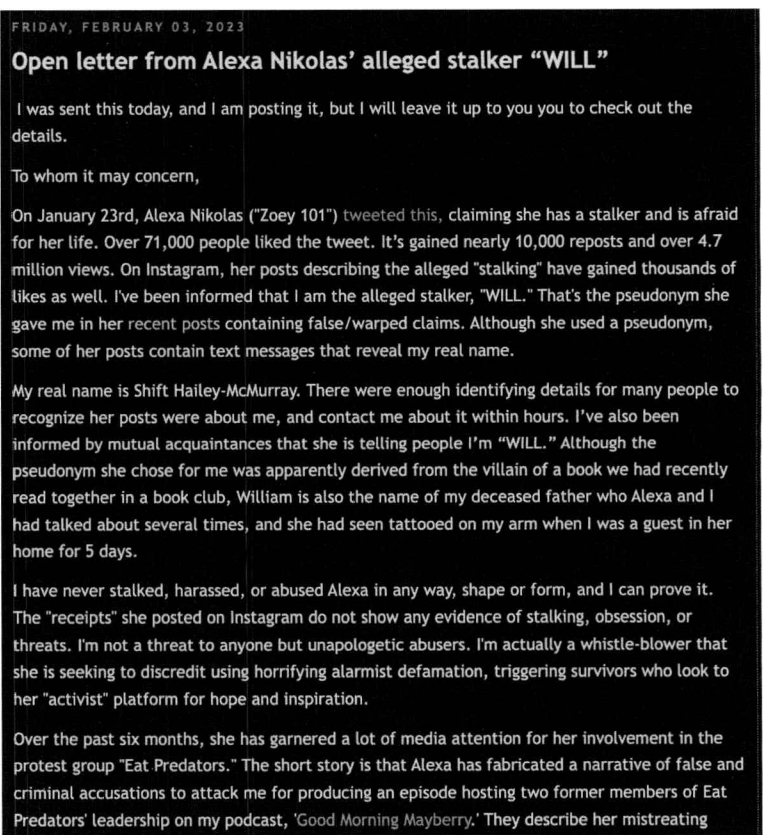 FRIDAY, FEBRUARY 03, 2023
Open letter from Alexa Nikolas’ alleged stalker “WILL”
I was sent this today, and I am posting it, but I will leave it up to you you to check out the
details.
To whom it may concern,
On January 23rd, Alexa Nikolas ("Zoey 101") tweeted this, claiming she has a stalker and is afraid
for her life. Over 71,000 people liked the tweet. It’s gained nearly 10,000 reposts and over 4.7
million views. On Instagram, her posts describing the alleged "stalking" have gained thousands of
likes as well. I've been informed that I am the alleged stalker, "WILL." That's the pseudonym she
gave me in her recent posts containing false/warped claims. Although she used a pseudonym,
some of her posts contain text messages that reveal my real name.
My real name is Shift Hailey-McMurray. There were enough identifying details for many people to
recognize her posts were about me, and contact me about it within hours. I’ve also been
informed by mutual acquaintances that she is telling people I’m “WILL.” Although the
pseudonym she chose for me was apparently derived from the villain of a book we had recently
read together in a book club, William is also the name of my deceased father who Alexa and I
had talked about several times, and she had seen tattooed on my arm when I was a guest in her
home for 5 days.
I have never stalked, harassed, or abused Alexa in any way, shape or form, and I can prove it.
The "receipts" she posted on Instagram do not show any evidence of stalking, obsession, or
threats. I'm not a threat to anyone but unapologetic abusers. I'm actually a whistle-blower that
she is seeking to discredit using horrifying alarmist defamation, triggering survivors who look to
her "activist" platform for hope and inspiration.
Over the past six months, she has garnered a lot of media attention for her involvement in the
protest group "Eat Predators." The short story is that Alexa has fabricated a narrative of false and
criminal accusations to attack me for producing an episode hosting two former members of Eat
Predators' leadership on my podcast, 'Good Morning Mayberry.' They describe her mistreating